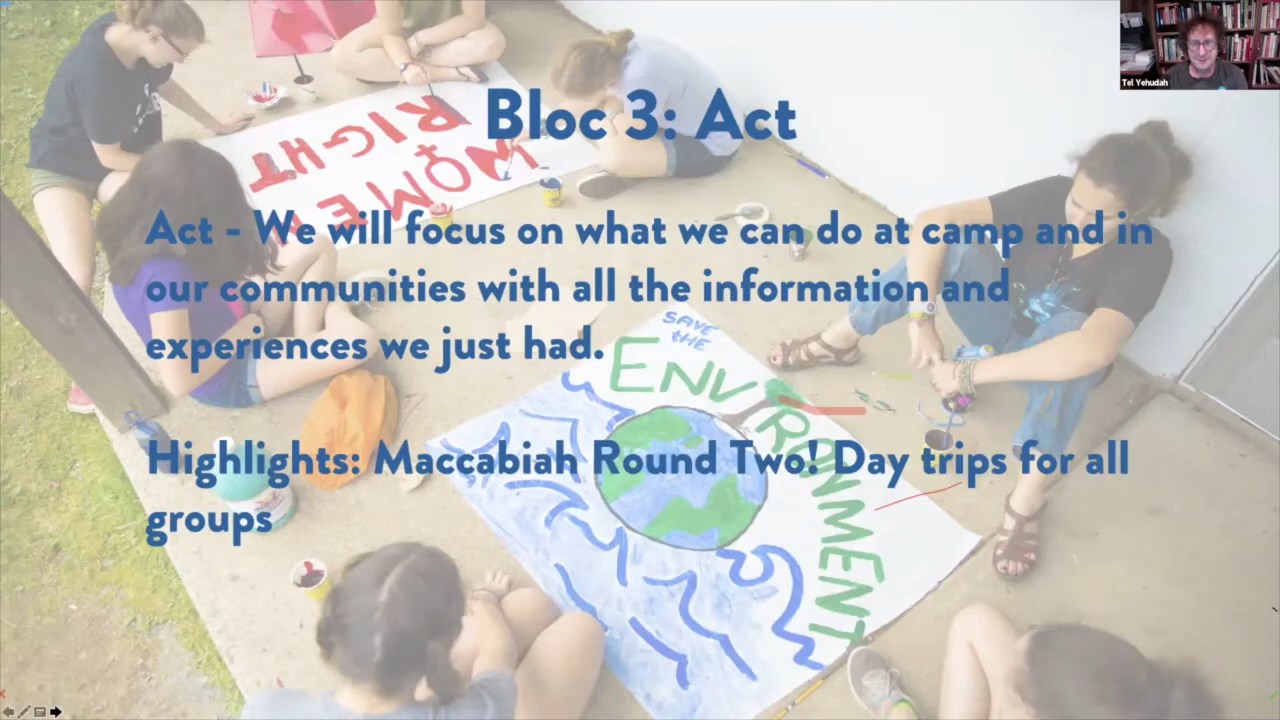 Tel Yehudah
Bloc 3: Act
RIGHT
WOME
Act - We will focus on what we can do at camp and in
our communities with all the information and
experiences we just had.
SAVE
THE
ENVIRONMENT
Highlights: Maccabiah Round Two! Day trips for all
groups